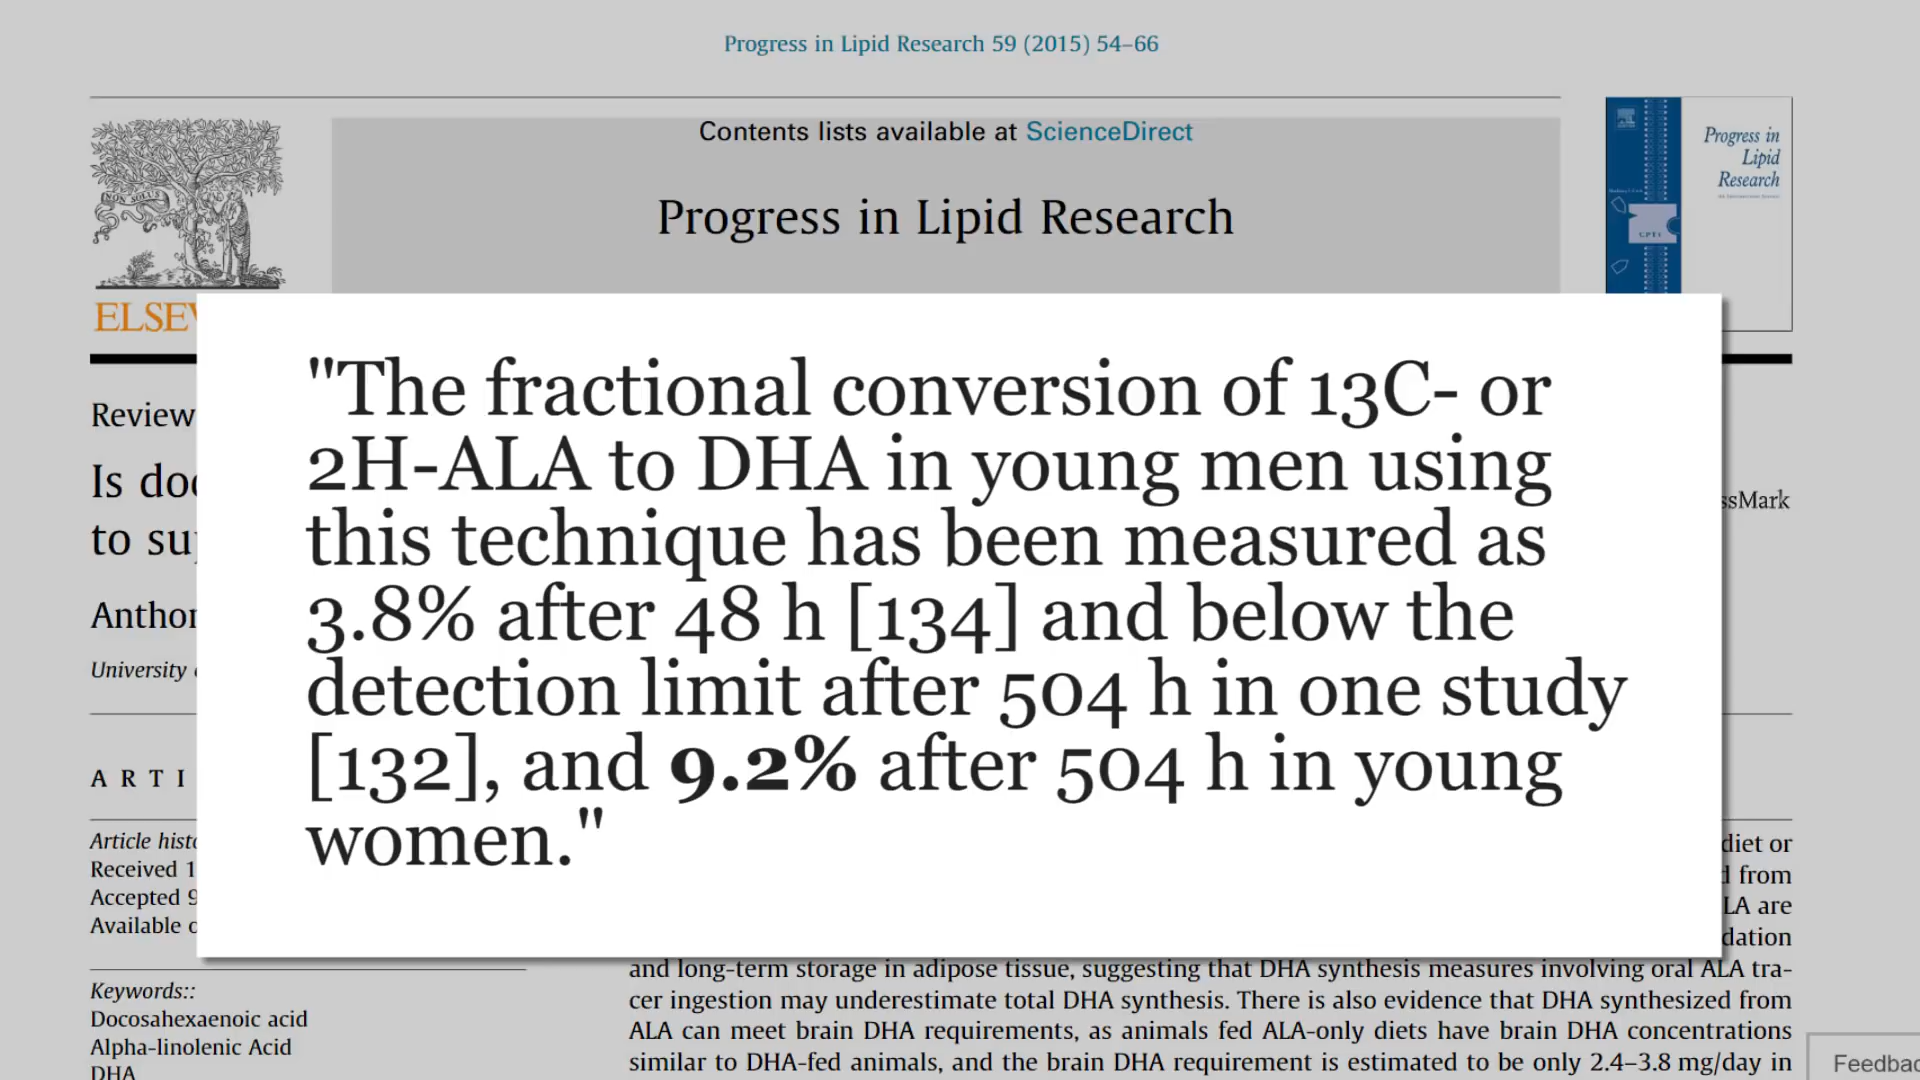 Progress in Lipid Research 59 (2015) 54–66
Contents lists available at ScienceDirect
Progress in Lipid Research
Progress in
Lipid
Research
NON SOLUS
ELSEV
Review
Is doc
to su
Anthor
University
ssMark
"The fractional conversion of 13C- or
2H-ALA to DHA in young men using
this technique has been measured as
3.8% after 48 h [134] and below the
detection limit after 504 h in one study
[132], and 9.2% after 504 h in young
women."
A R T I
Article histo
Received 1
Accepted 9
Available o
Keywords::
Docosahexaenoic acid
Alpha-linolenic Acid
DHA
diet or
d from
LA are
dation
and long-term storage in adipose tissue, suggesting that DHA synthesis measures involving oral ALA tra-
cer ingestion may underestimate total DHA synthesis. There is also evidence that DHA synthesized from
ALA can meet brain DHA requirements, as animals fed ALA-only diets have brain DHA concentrations
similar to DHA-fed animals, and the brain DHA requirement is estimated to be only 2.4–3.8 mg/day in
Feedbac